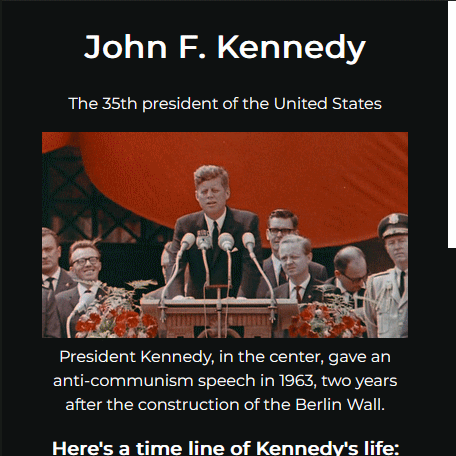 John F. Kennedy
The 35th president of the United States
President Kennedy, in the center, gave an
anti-communism speech in 1963, two years
after the construction of the Berlin Wall.
Here's a time line of Kennedy's life: